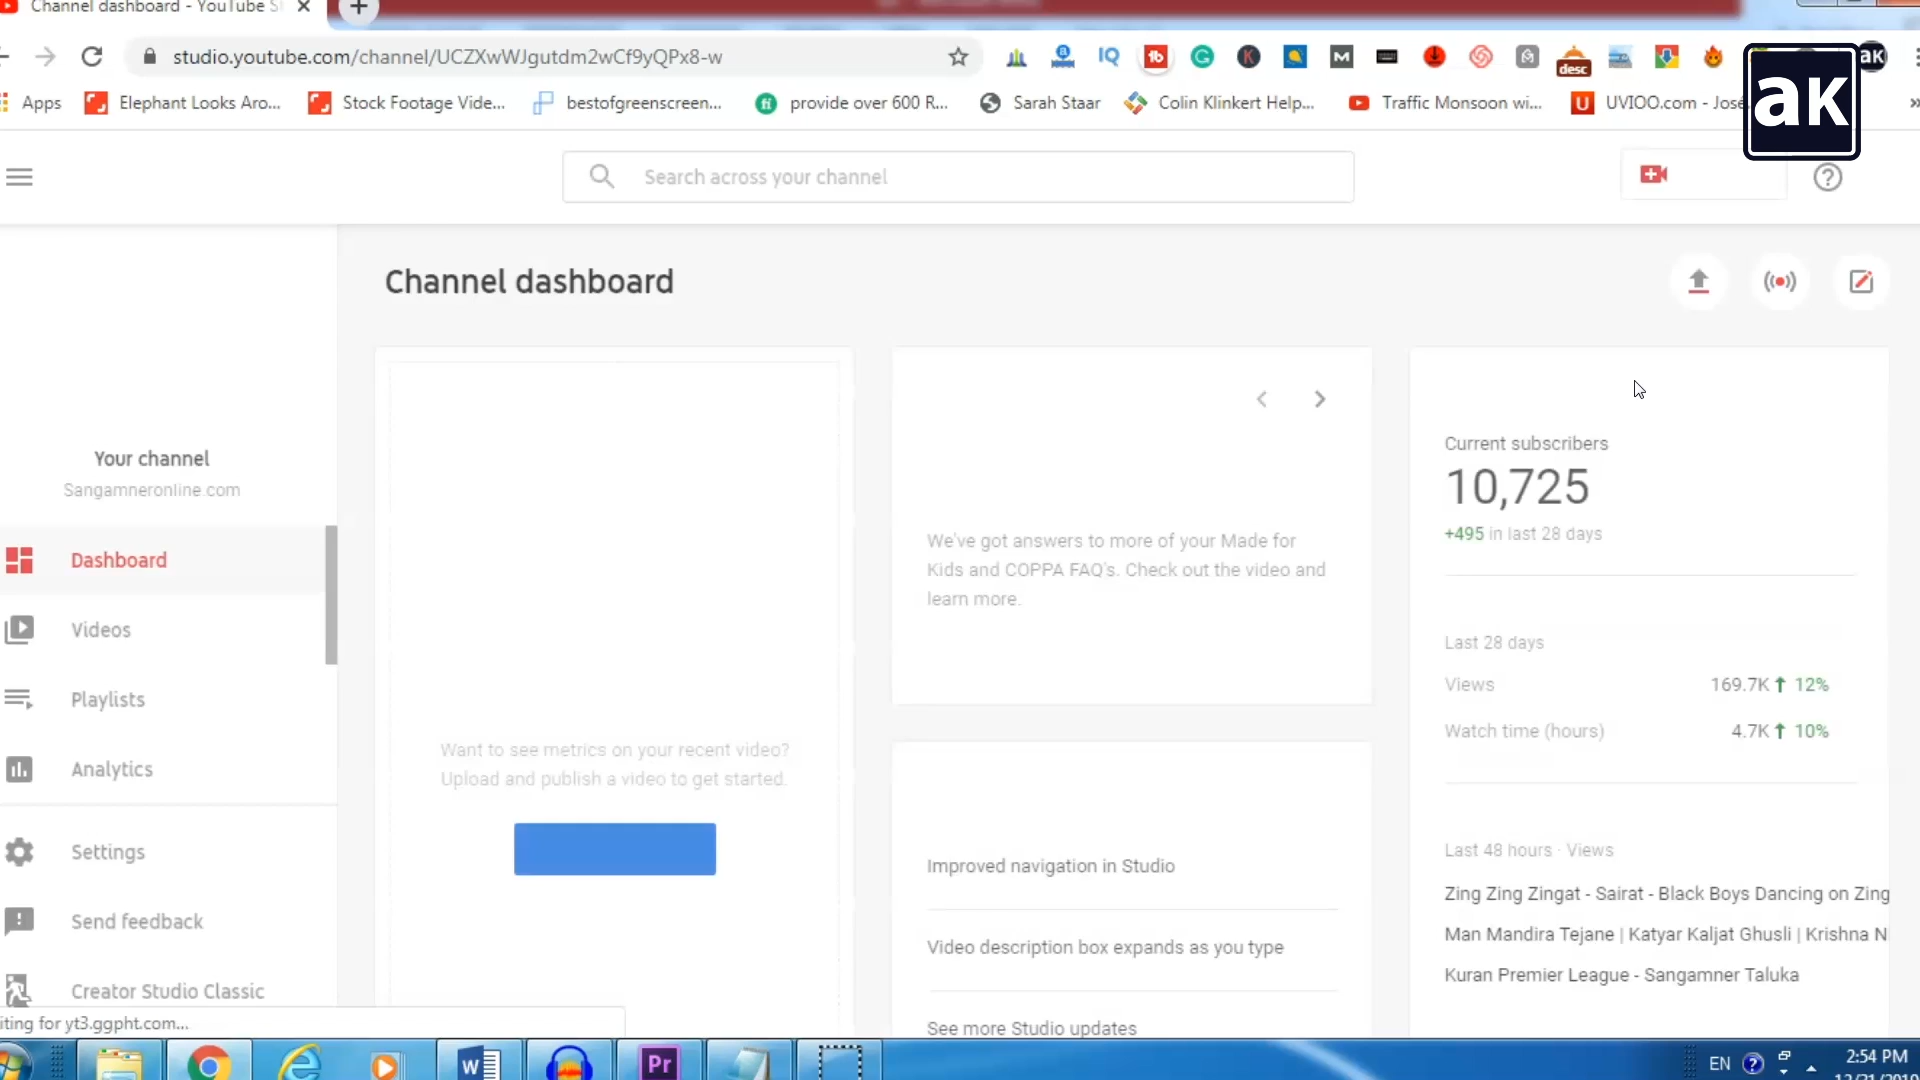 Channel dashboard - YouTube S
studio.youtube.com/channel/UCZXwWJgutdm2wCf9yQPx8-w
Apps
Elephant Looks Aro...
Stock Footage Vide...
bestofgreenscreen...
provide over 600 R...
Sarah Staar
Colin Klinkert Help...
Traffic Monsoon wi...
UVIOO.com - José
IQ
desc
aK
ak
Search across your channel
Channel dashboard
Your channel
Sangamneronline.com
Dashboard
Videos
Playlists
Analytics
Settings
Send feedback
Creator Studio Classic
iting for yt3.ggpht.com...
Want to see metrics on your recent video?
Upload and publish a video to get started.
We've got answers to more of your Made for
Kids and COPPA FAQ's. Check out the video and
learn more.
Improved navigation in Studio
Video description box expands as you type
See more Studio updates
Current subscribers
10,725
+495 in last 28 days
Last 28 days
Views 169.7K 12%
Watch time (hours) 4.7K 10%
Last 48 hours · Views
Zing Zing Zingat - Sairat - Black Boys Dancing on Zing
Man Mandira Tejane | Katyar Kaljat Ghusli | Krishna N
Kuran Premier League - Sangamner Taluka
Pr
EN
2:54 PM